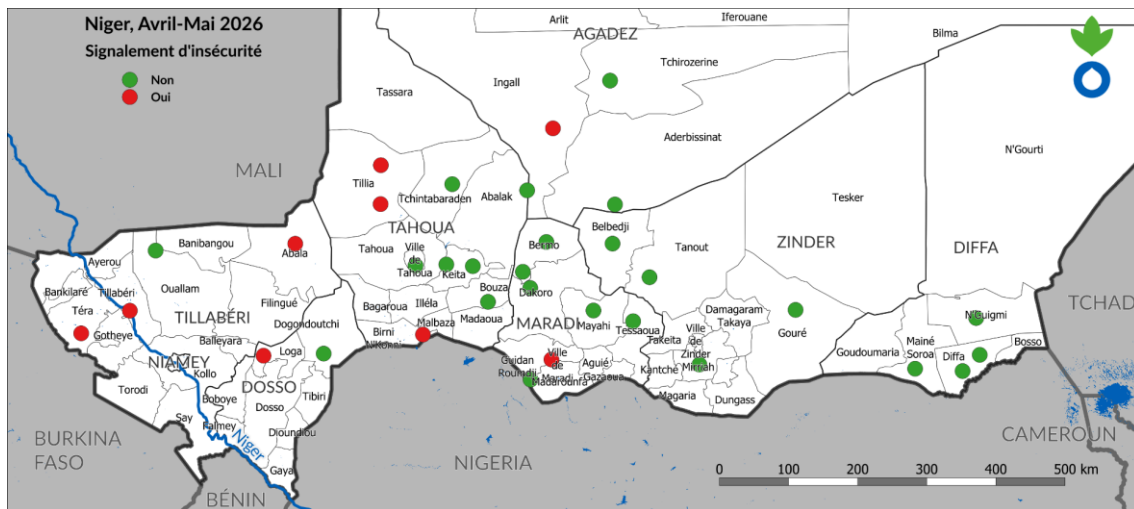 Niger, Avril-Mai 2026
Signalement d'insécurité
Non
Oui
Arlit
Iferouane
AGADEZ
Bilma
Tchirozerine
Ingall
Tassara
Aderbissinat
N'Gourti
MALI
Tillia
Tchintabaraden
Abalak
Tesker
TAHOUA
Belbedji
Tanout
ZINDER
DIFFA
Banibangou
Abala
Tahoua
Ville
de
Tahoua
Keita
Bermo
Ayerou
Ouallam
Bankilaré
Tillabéri
Téra
Filingué
Bagaroua
Illéla
Bouza
Dakoro
TCHAD
TILLABÉRI
Dogondoutchi
Madaoua
Malbaza
MARADI
Mayahi
Tessaoua
Damagaram
Takaya
Gouré
N'Guigmi
Gotheye
Balleyara
Birni
N'Konni
Takeita
Ville
de
Zinder
Mirriah
Goudoumaria
Mainé
Soroa
Diffa
Bosso
NIAMEY
Kollo
Loga
Guidan
Roumdji
Ville
de
Maradi
Madarounfa
Aguié
Gazaoua
Kantché
Magaria
Dungass
Torodi
DOSSO
Boboye
Tibiri
Dosso
Say
Falmey
Dioundiou
Gaya
Niger
BURKINA
FASO
BÉNIN
NIGERIA
CAMEROUN
0 100 200 300 400 500 km